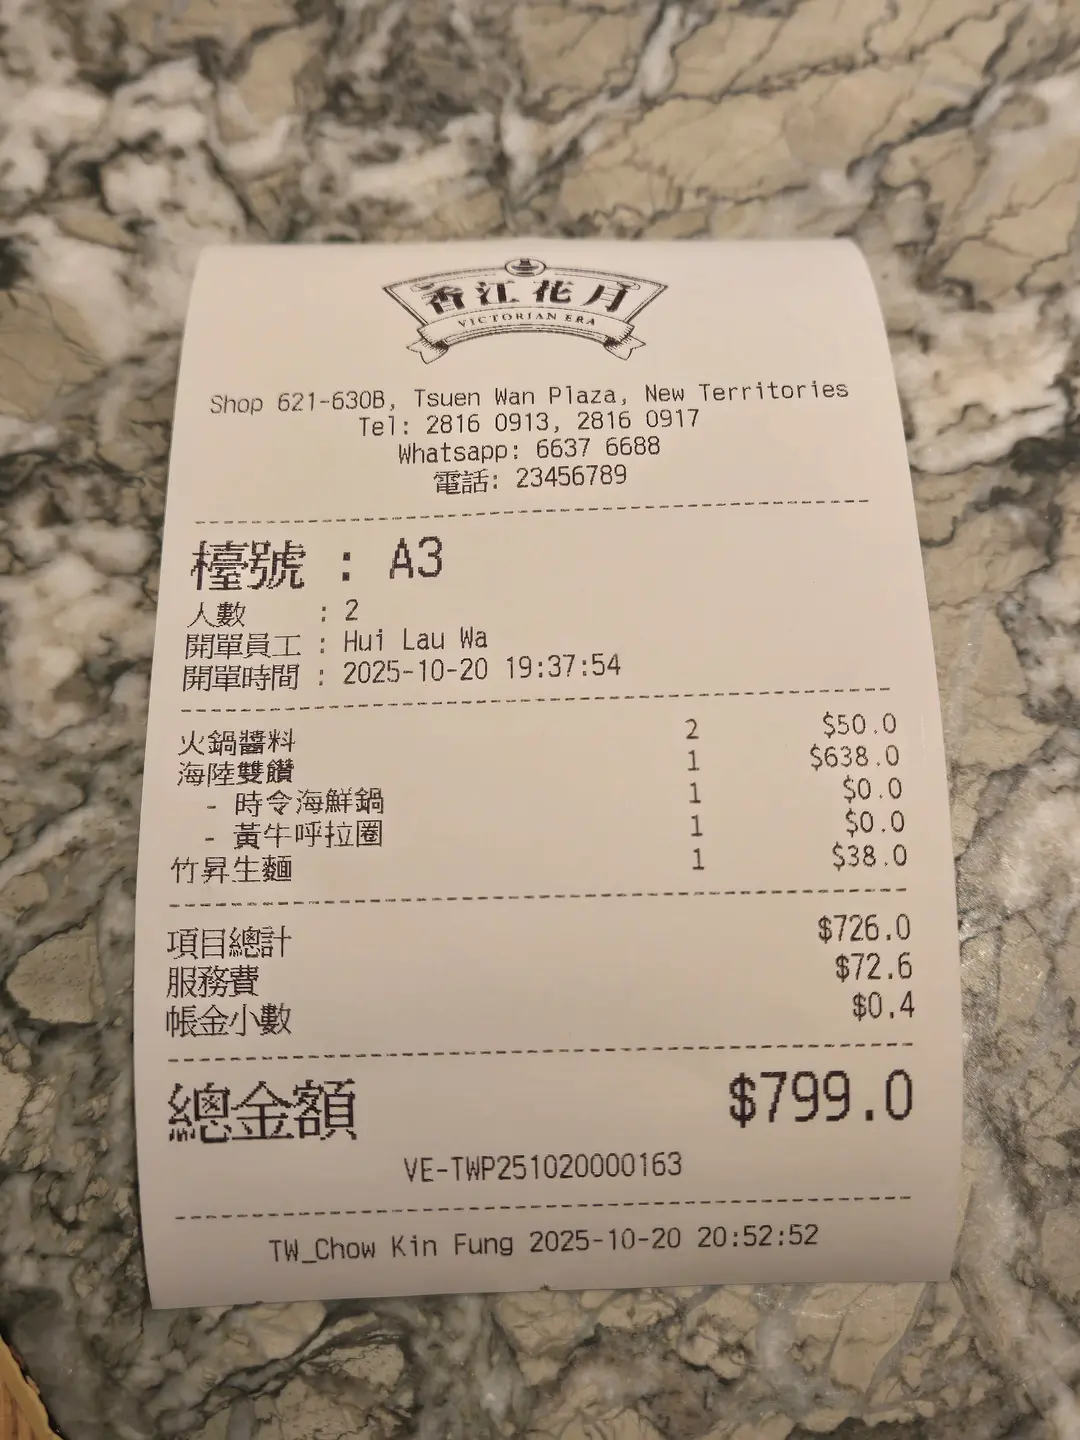 香江花月
VICTORIAN ERA
Shop 621-630B, Tsuen Wan Plaza, New Territories
Tel: 2816 0913, 2816 0917
Whatsapp: 6637 6688
電話: 23456789
檯號 : A3
人數 : 2
開單員工 : Hui Lau Wa
開單時間 : 2025-10-20 19:37:54
火鍋醬料 2 $50.0
海陸雙鑽 1 $638.0
- 時令海鮮鍋 1 $0.0
- 黃牛呼拉圈 1 $0.0
竹昇生麵 1 $38.0
項目總計 $726.0
服務費 $72.6
帳金小數 $0.4
總金額 $799.0
VE-TWP251020000163
TW_Chow Kin Fung 2025-10-20 20:52:52